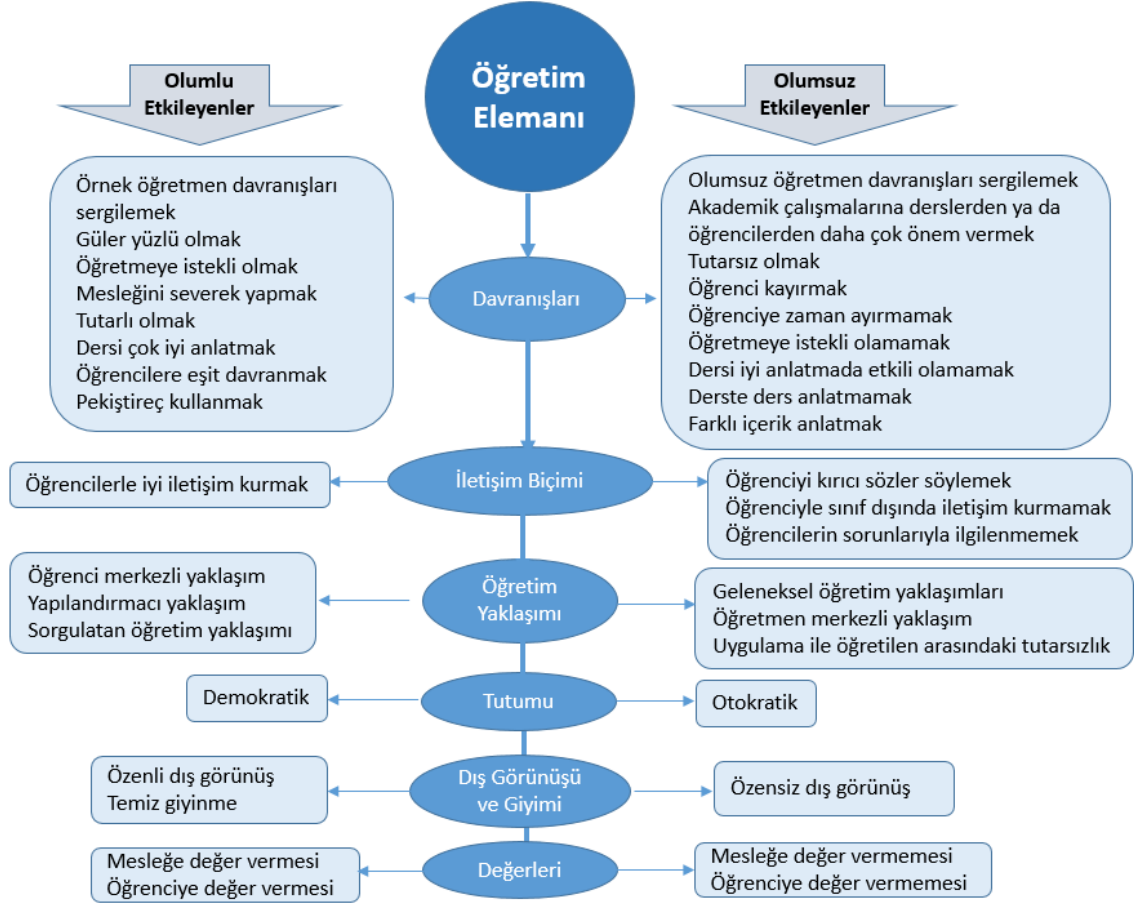 Öğretim
Elemanı
Olumlu
Etkileyenler
Olumsuz
Etkileyenler
Örnek öğretmen davranışları
sergilemek
Güler yüzlü olmak
Öğretmeye istekli olmak
Mesleğini severek yapmak
Tutarlı olmak
Dersi çok iyi anlatmak
Öğrencilere eşit davranmak
Pekiştireç kullanmak
Davranışları
Olumsuz öğretmen davranışları sergilemek
Akademik çalışmalarına derslerden ya da
öğrencilerden daha çok önem vermek
Tutarsız olmak
Öğrenci kayırmak
Öğrenciye zaman ayırmamak
Öğretmeye istekli olamamak
Dersi iyi anlatmada etkili olamamak
Derste ders anlatmamak
Farklı içerik anlatmak
Öğrencilerle iyi iletişim kurmak
İletişim Biçimi
Öğrenciyi kırıcı sözler söylemek
Öğrenciyle sınıf dışında iletişim kurmamak
Öğrencilerin sorunlarıyla ilgilenmemek
Öğrenci merkezli yaklaşım
Yapılandırmacı yaklaşım
Sorgulatan öğretim yaklaşımı
Öğretim
Yaklaşımı
Geleneksel öğretim yaklaşımları
Öğretmen merkezli yaklaşım
Uygulama ile öğretilen arasındaki tutarsızlık
Demokratik
Tutumu
Otokratik
Özenli dış görünüş
Temiz giyinme
Dış Görünüşü
ve Giyimi
Özensiz dış görünüş
Mesleğe değer vermesi
Öğrenciye değer vermesi
Değerleri
Mesleğe değer vermemesi
Öğrenciye değer vermemesi